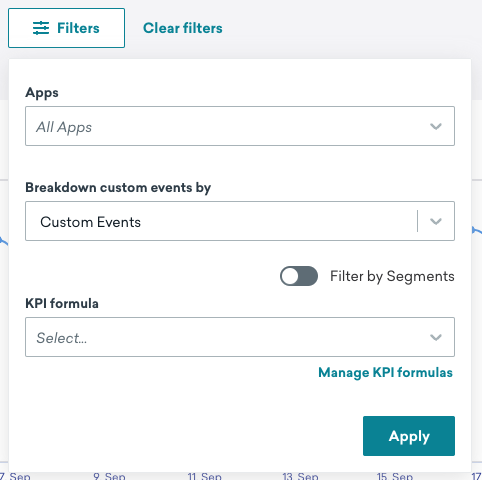 Filters Clear filters
Apps
All Apps
Breakdown custom events by
Custom Events
Filter by Segments
KPI formula
Select...
Manage KPI formulas
Apply
7. Sep 9. Sep 11. Sep 13. Sep 15. Sep 17